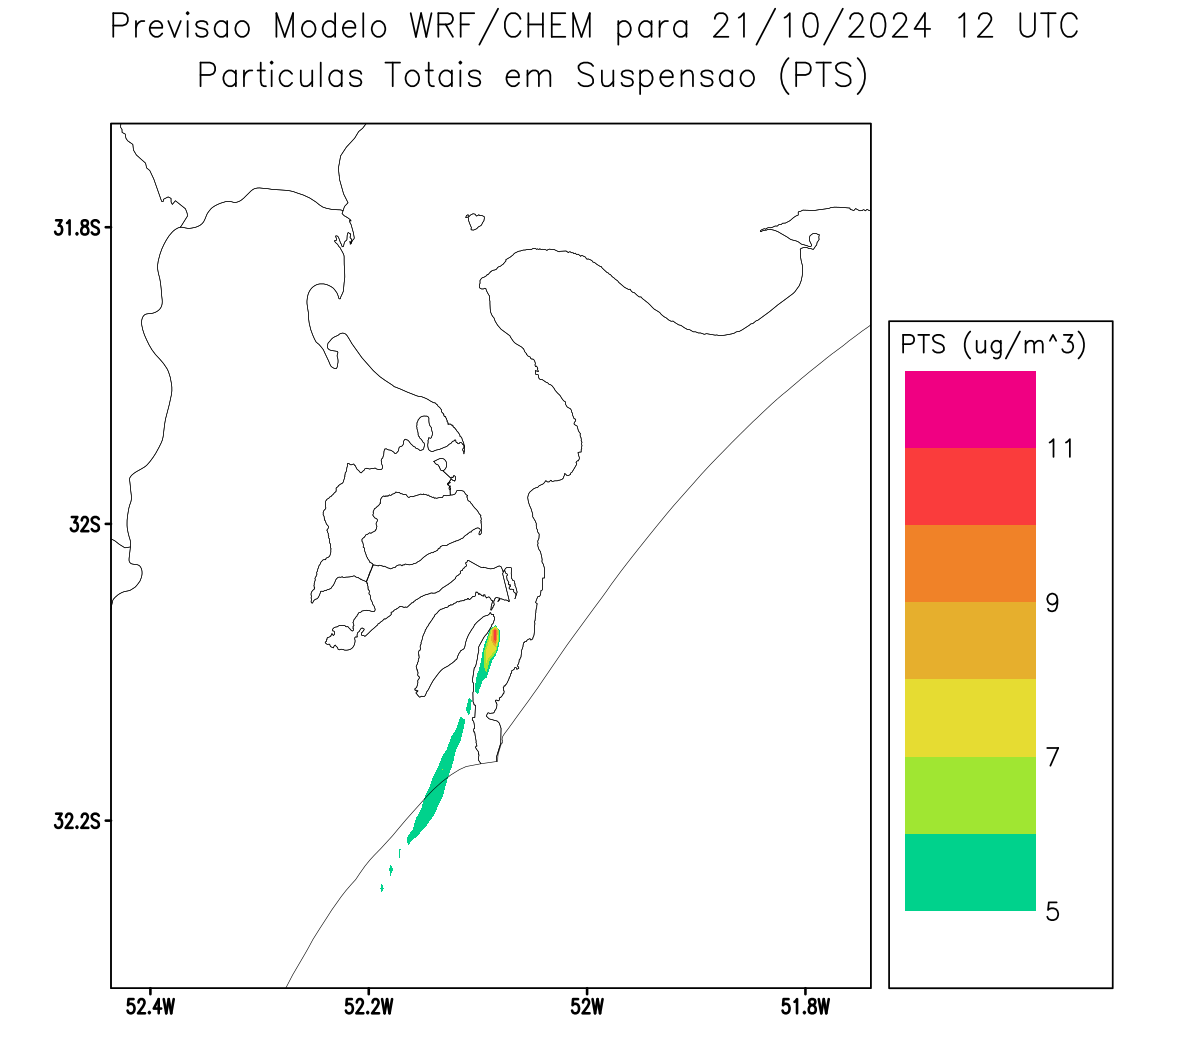 Previsao Modelo WRF/CHEM para 21/10/2024 12 UTC
Particulas Totais em Suspensao (PTS)
31.8S
32S
32.2S
52.4W
52.2W
52W
51.8W
PTS (ug/m^3)
11
9
7
5